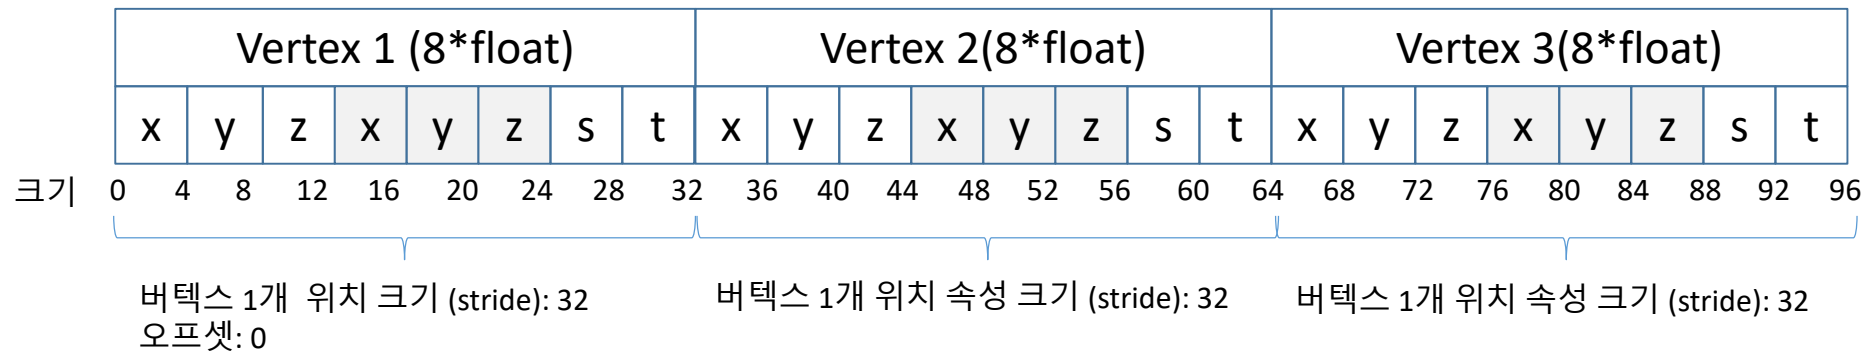 Vertex 1 (8*float) Vertex 2(8*float) Vertex 3(8*float)
x y z x y z s t x y z x y z s t x y z x y z s t
크기 0 4 8 12 16 20 24 28 32 36 40 44 48 52 56 60 64 68 72 76 80 84 88 92 96
버텍스 1개 위치 크기 (stride): 32 버텍스 1개 위치 속성 크기 (stride): 32 버텍스 1개 위치 속성 크기 (stride): 32
오프셋: 0